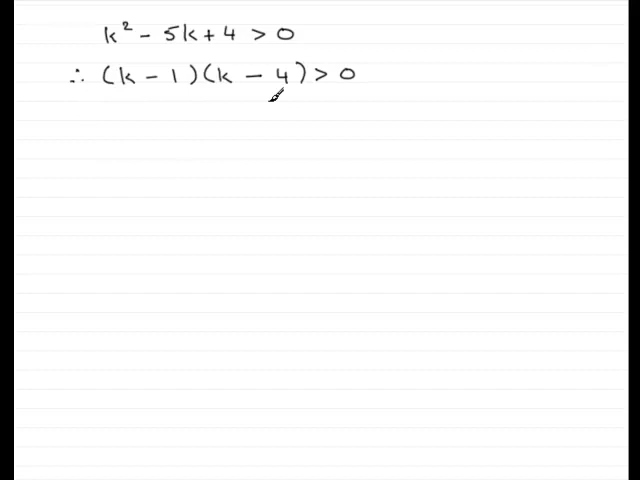 k² - 5k + 4 > 0
∴ (k - 1)(k - 4) > 0